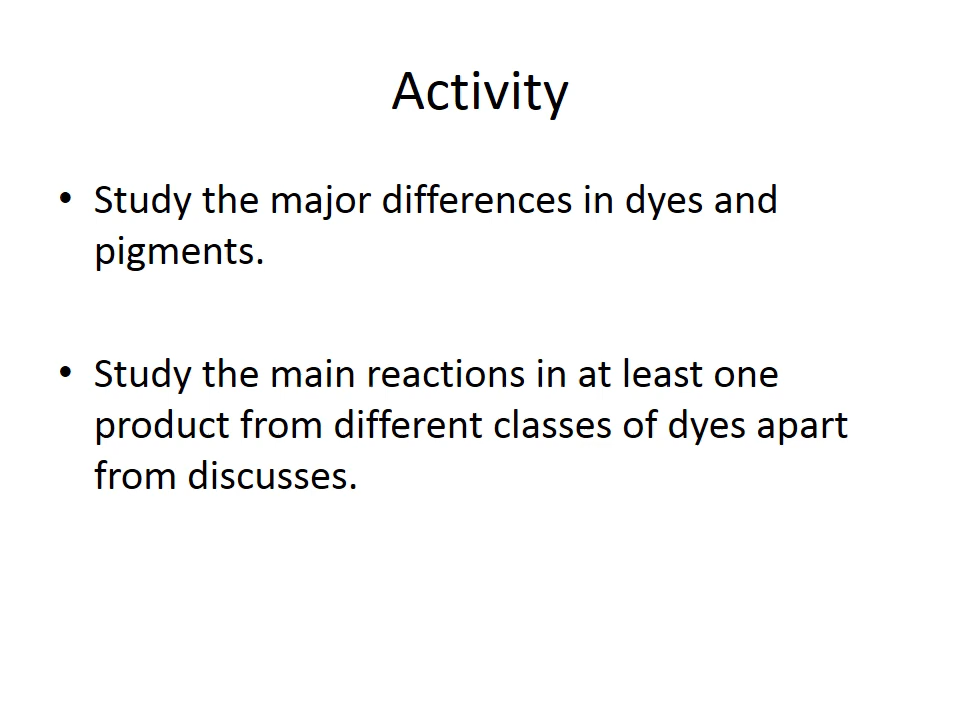 Activity
• Study the major differences in dyes and
pigments.
• Study the main reactions in at least one
product from different classes of dyes apart
from discusses.